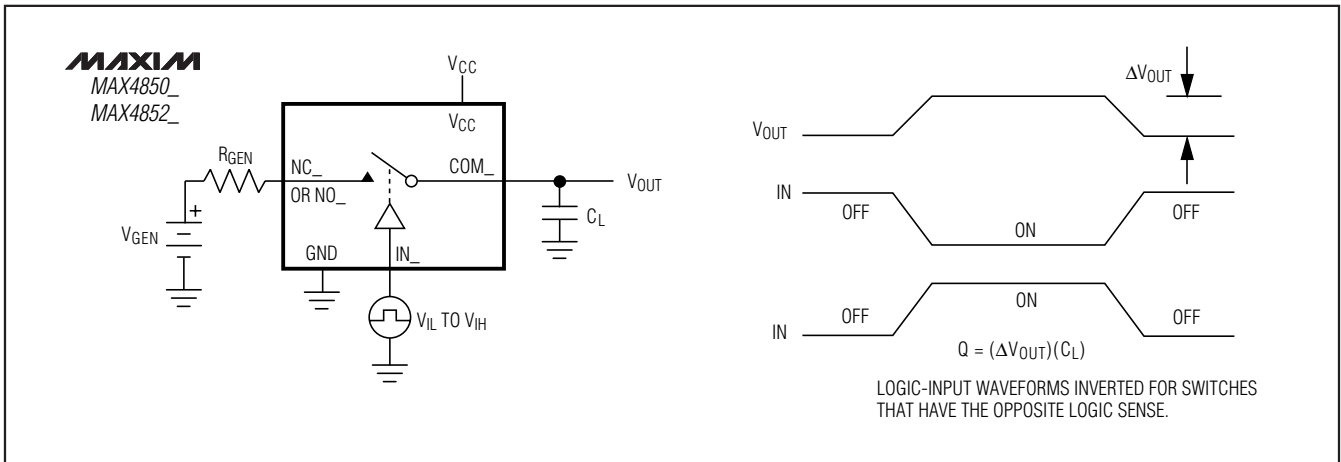 MAXIM
MAX4850_
MAX4852_
VCC
VCC
RGEN
NC_
OR NO_
COM_
VOUT
CL
VGEN
+
GND
IN_
VIL TO VIH
ΔVOUT
VOUT
IN
OFF
ON
OFF
IN
OFF
ON
OFF
Q = (ΔVOUT)(CL)
LOGIC-INPUT WAVEFORMS INVERTED FOR SWITCHES
THAT HAVE THE OPPOSITE LOGIC SENSE.